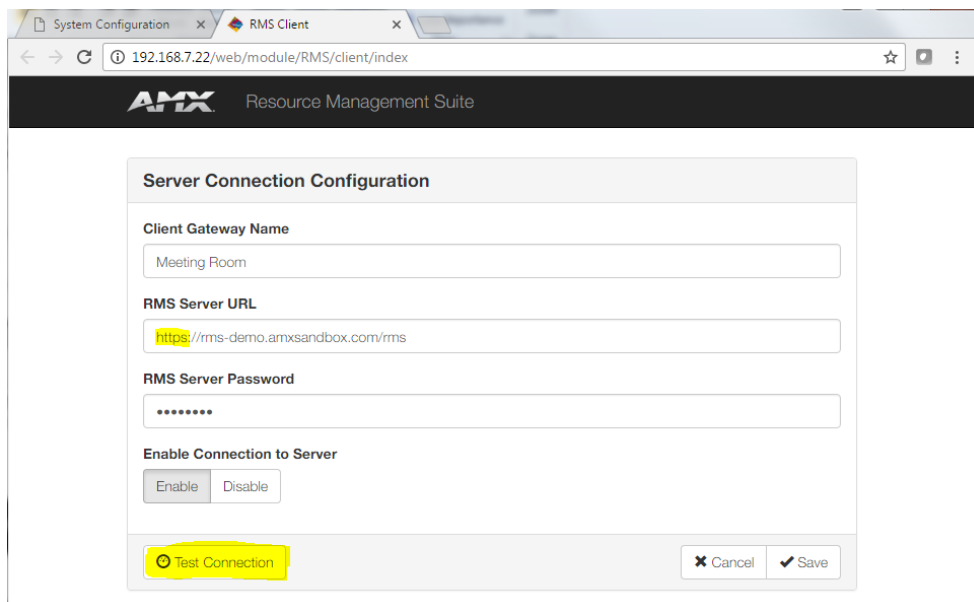 System Configuration
RMS Client
192.168.7.22/web/module/RMS/client/index
AMX Resource Management Suite
Server Connection Configuration
Client Gateway Name
Meeting Room
RMS Server URL
https://rms-demo.amxsandbox.com/rms
RMS Server Password
••••••••
Enable Connection to Server
Enable Disable
Test Connection Cancel Save